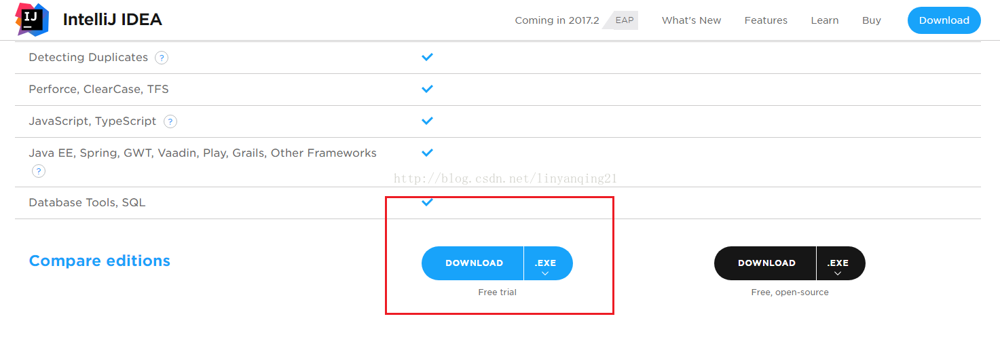 IJ IntelliJ IDEA Coming in 2017.2 EAP What's New Features Learn Buy Download
Detecting Duplicates ?
Perforce, ClearCase, TFS
JavaScript, TypeScript ?
Java EE, Spring, GWT, Vaadin, Play, Grails, Other Frameworks
?
http://blog.csdn.net/linyanqing21
Database Tools, SQL
Compare editions DOWNLOAD .EXE DOWNLOAD .EXE
Free trial Free, open-source